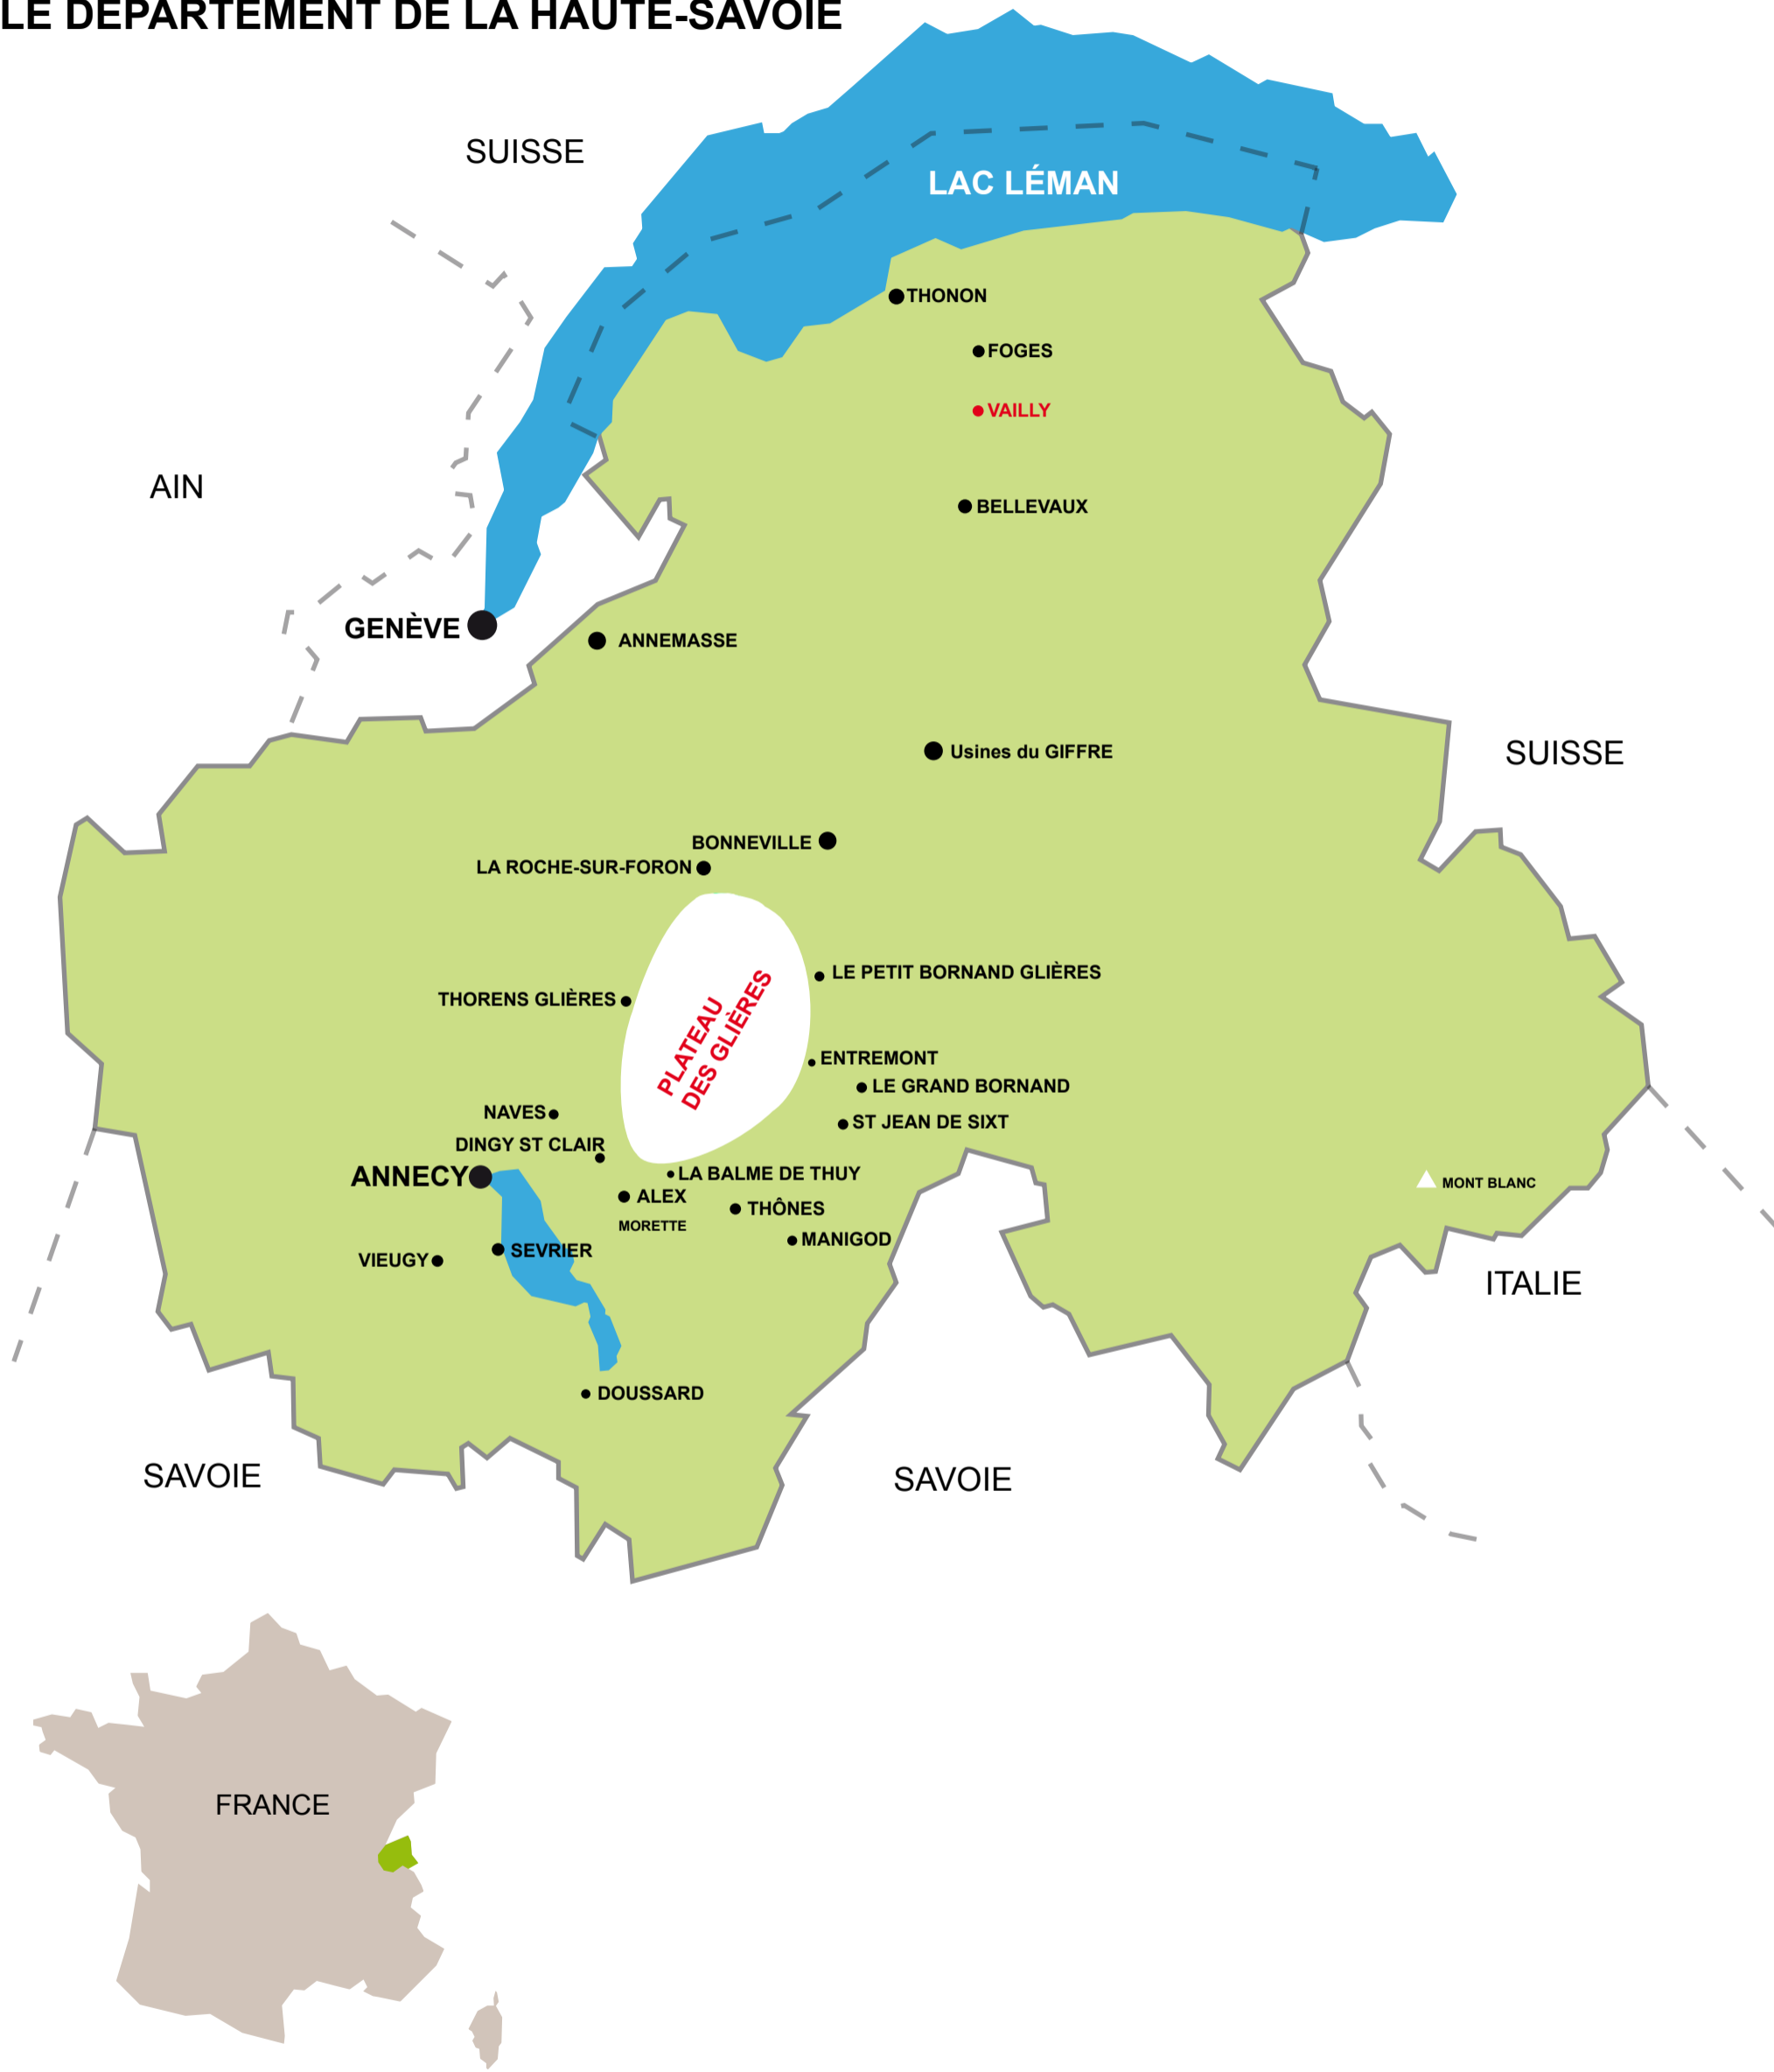 LE DEPARTEMENT DE LA HAUTE-SAVOIE
SUISSE
LAC LÉMAN
THONON
FOGES
VAILLY
AIN
BELLEVAUX
GENÈVE
ANNEMASSE
Usines du GIFFRE
SUISSE
BONNEVILLE
LA ROCHE-SUR-FORON
LE PETIT BORNAND GLIÈRES
THORENS GLIÈRES
PLATEAU
DES GLIÈRES
ENTREMONT
LE GRAND BORNAND
NAVES
ST JEAN DE SIXT
DINGY ST CLAIR
LA BALME DE THUY
ANNECY
MONT BLANC
ALEX
THÔNES
MORETTE
MANIGOD
SEVRIER
VIEUGY
ITALIE
DOUSSARD
SAVOIE
SAVOIE
FRANCE